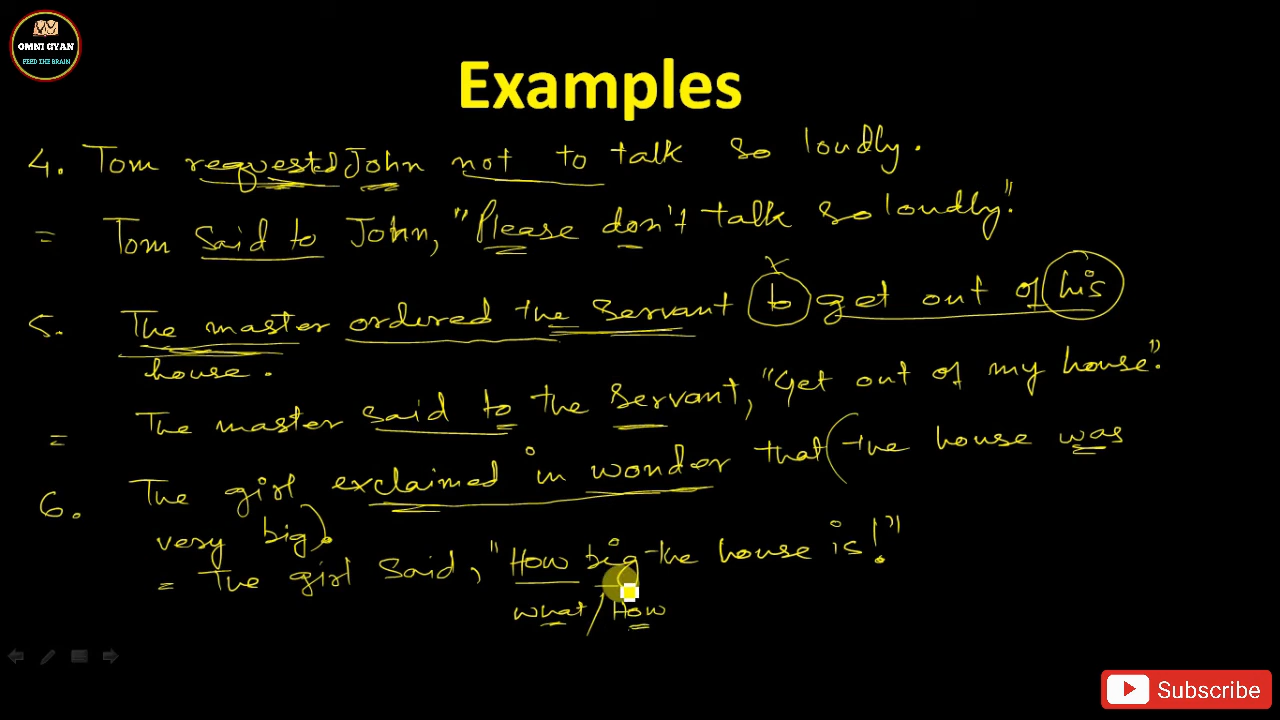 OMNI GYAN
FEED THE BRAIN
Examples
4. Tom requested John not to talk so loudly.
= Tom said to John, "Please don't talk so loudly".
5. The master ordered the servant to get out of his
house.
= The master said to the servant, "Get out of my house".
6. The girl exclaimed in wonder that (the house was
very big).
= The girl said, "How big the house is!"
what / How
Subscribe